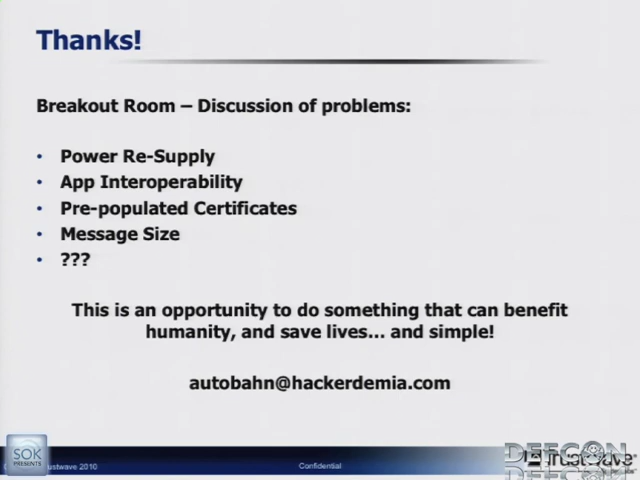 Thanks!
Breakout Room – Discussion of problems:
• Power Re-Supply
• App Interoperability
• Pre-populated Certificates
• Message Size
• ???
This is an opportunity to do something that can benefit
humanity, and save lives... and simple!
autobahn@hackerdemia.com
SOK
PRESENTS
Trustwave 2010
Confidential
DEFCON
Trustwave